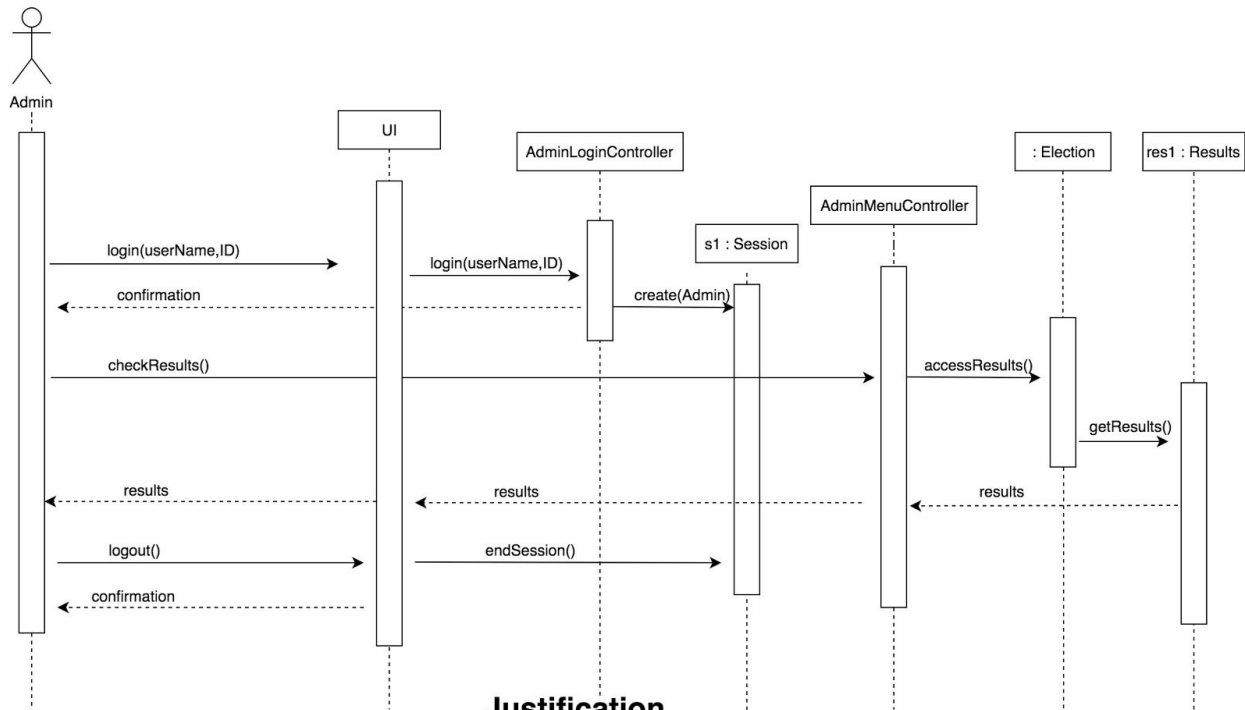 Admin
UI
AdminLoginController
: Election
res1 : Results
AdminMenuController
s1 : Session
login(userName,ID)
login(userName,ID)
confirmation
create(Admin)
checkResults()
accessResults()
getResults()
results
results
results
logout()
endSession()
confirmation
Justification